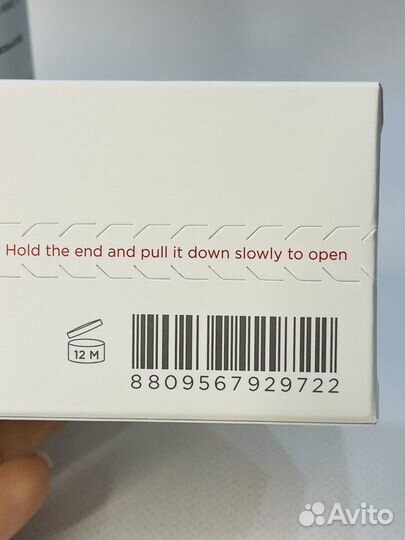 Hold the end and pull it down slowly to open
12 M
8809567929722
Avito